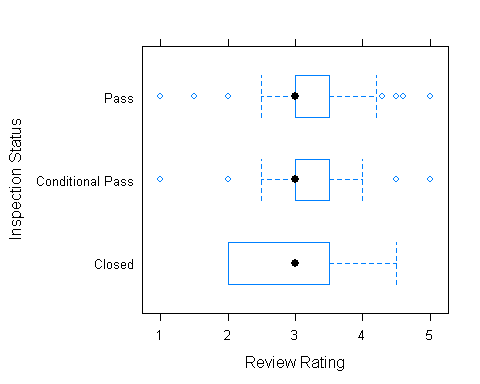 Inspection Status
Pass
Conditional Pass
Closed
1 2 3 4 5
Review Rating